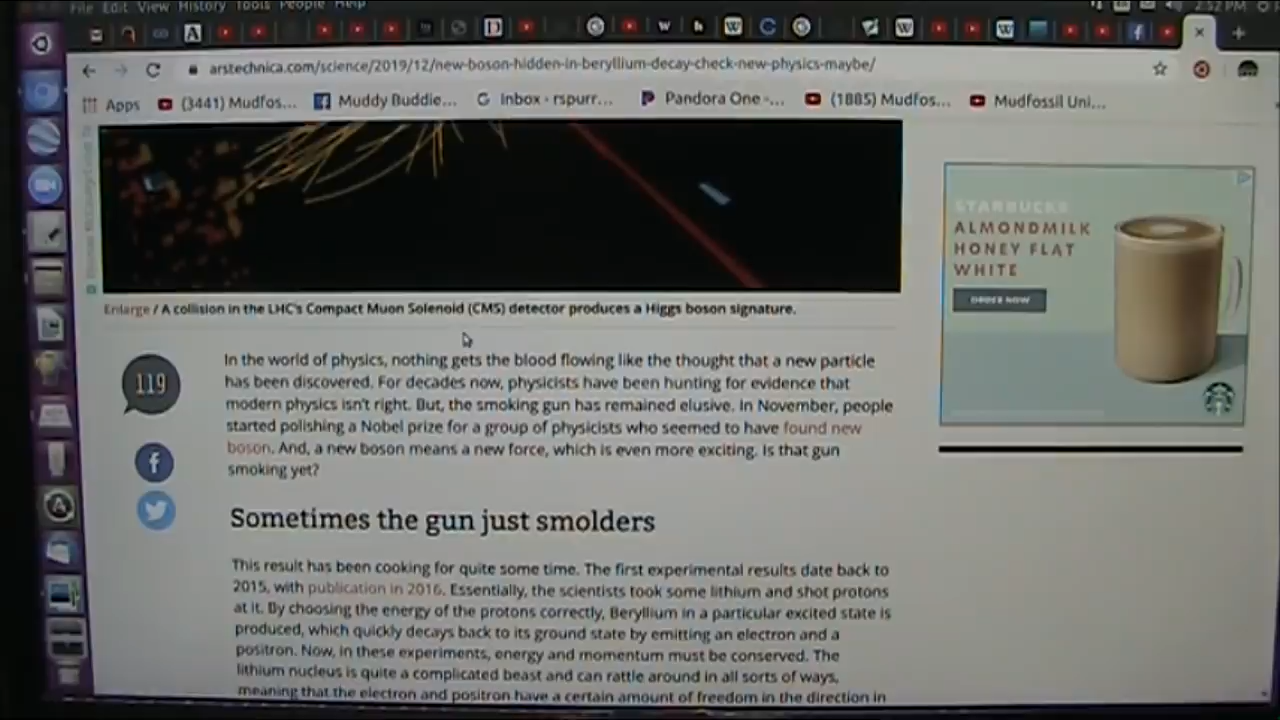 File Edit View History Tools People Help
2:52 PM
arstechnica.com/science/2019/12/new-boson-hidden-in-beryllium-decay-check-new-physics-maybe/
Apps (3441) Mudfos... Muddy Buddie... Inbox - rspurr... Pandora One -... (1885) Mudfos... Mudfossil Uni...
STARBUCKS
ALMONDMILK
HONEY FLAT
WHITE
ORDER NOW
Enlarge / A collision in the LHC's Compact Muon Solenoid (CMS) detector produces a Higgs boson signature.
119
In the world of physics, nothing gets the blood flowing like the thought that a new particle
has been discovered. For decades now, physicists have been hunting for evidence that
modern physics isn't right. But, the smoking gun has remained elusive. In November, people
started polishing a Nobel prize for a group of physicists who seemed to have found new
boson. And, a new boson means a new force, which is even more exciting. Is that gun
smoking yet?
Sometimes the gun just smolders
This result has been cooking for quite some time. The first experimental results date back to
2015, with publication in 2016. Essentially, the scientists took some lithium and shot protons
at it. By choosing the energy of the protons correctly, Beryllium in a particular excited state is
produced, which quickly decays back to its ground state by emitting an electron and a
positron. Now, in these experiments, energy and momentum must be conserved. The
lithium nucleus is quite a complicated beast and can rattle around in all sorts of ways,
meaning that the electron and positron have a certain amount of freedom in the direction in